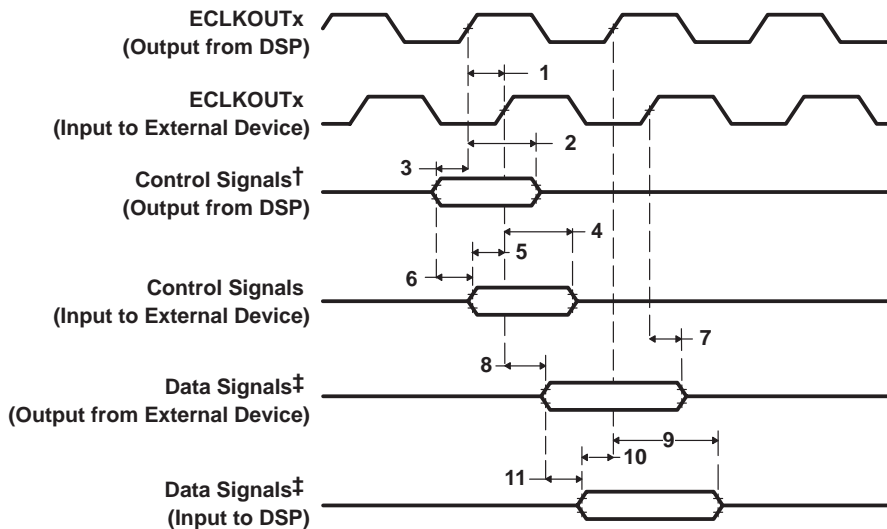 ECLKOUTx
(Output from DSP)
1
ECLKOUTx
(Input to External Device)
2
3
Control Signals†
(Output from DSP)
4
5
6
Control Signals
(Input to External Device)
7
8
Data Signals‡
(Output from External Device)
9
10
11
Data Signals‡
(Input to DSP)